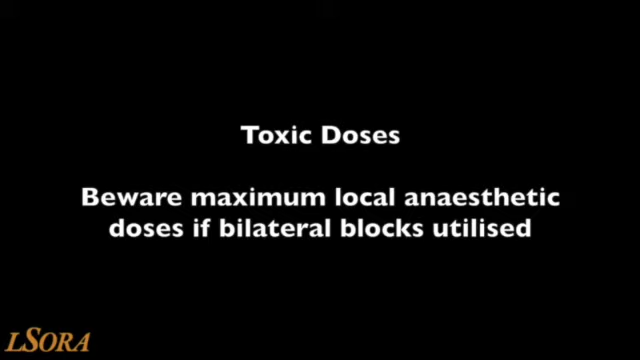 Toxic Doses
Beware maximum local anaesthetic
doses if bilateral blocks utilised
LSORA